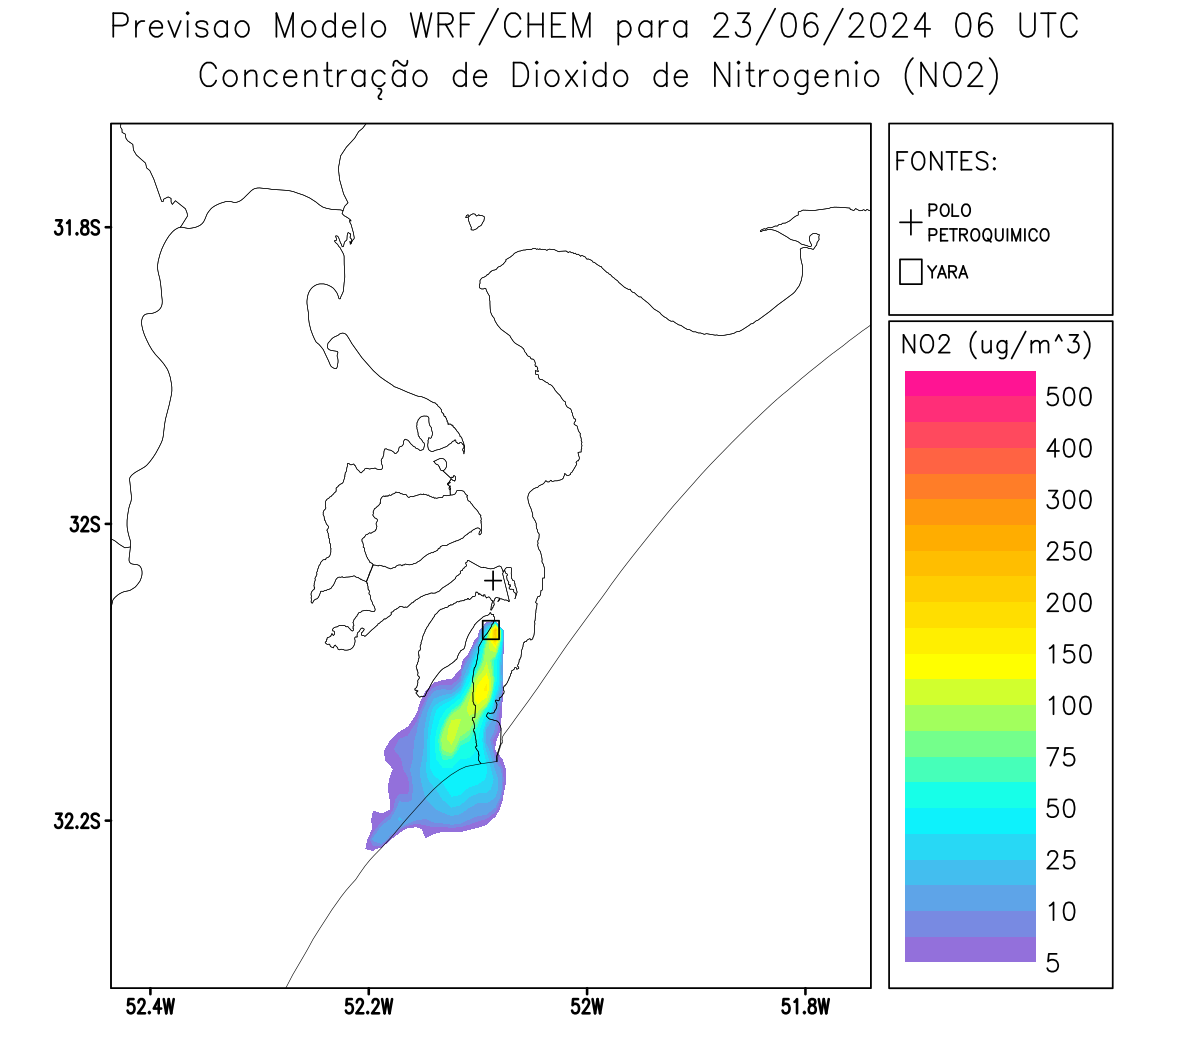 Previsao Modelo WRF/CHEM para 23/06/2024 06 UTC
Concentração de Dioxido de Nitrogenio (NO2)
FONTES:
POLO
PETROQUIMICO
YARA
NO2 (ug/m^3)
500
400
300
250
200
150
100
75
50
25
10
5
31.8S
32S
32.2S
52.4W
52.2W
52W
51.8W